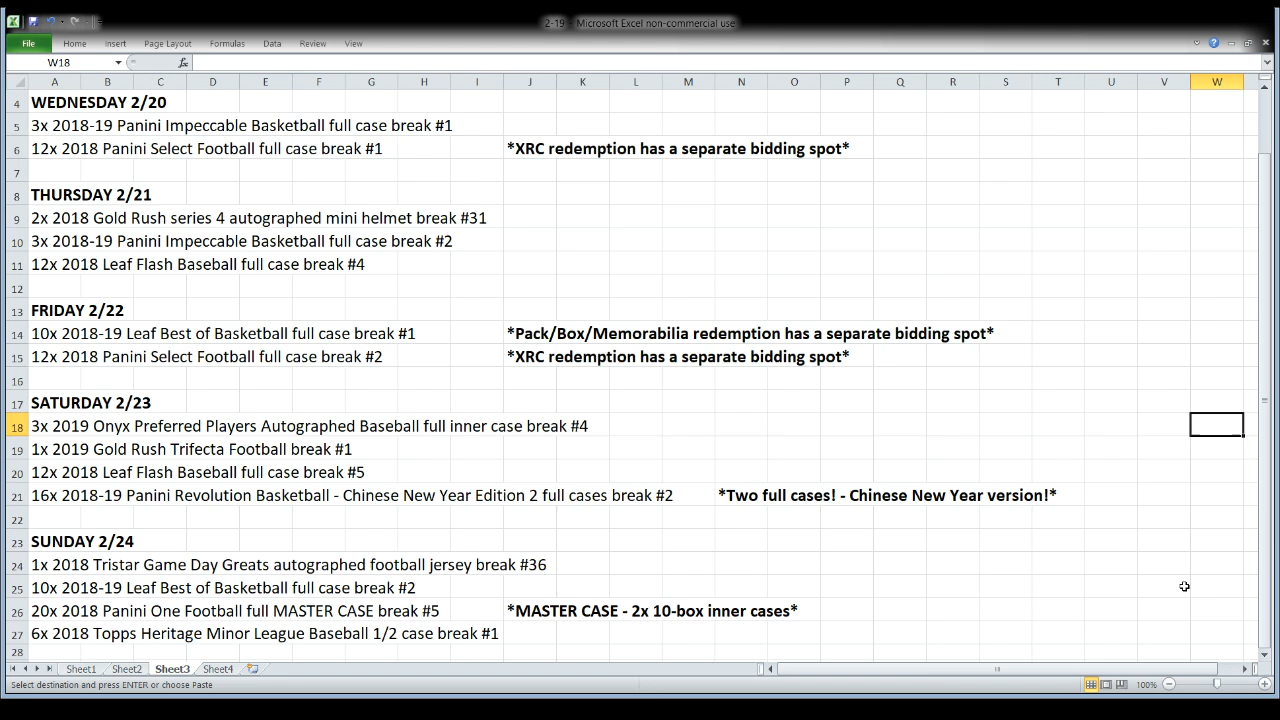 2-19 - Microsoft Excel non-commercial use
File Home Insert Page Layout Formulas Data Review View
W18 fx
A B C D E F G H I J K L M N O P Q R S T U V W
4 WEDNESDAY 2/20
5 3x 2018-19 Panini Impeccable Basketball full case break #1
6 12x 2018 Panini Select Football full case break #1 *XRC redemption has a separate bidding spot*
7
8 THURSDAY 2/21
9 2x 2018 Gold Rush series 4 autographed mini helmet break #31
10 3x 2018-19 Panini Impeccable Basketball full case break #2
11 12x 2018 Leaf Flash Baseball full case break #4
12
13 FRIDAY 2/22
14 10x 2018-19 Leaf Best of Basketball full case break #1 *Pack/Box/Memorabilia redemption has a separate bidding spot*
15 12x 2018 Panini Select Football full case break #2 *XRC redemption has a separate bidding spot*
16
17 SATURDAY 2/23
18 3x 2019 Onyx Preferred Players Autographed Baseball full inner case break #4
19 1x 2019 Gold Rush Trifecta Football break #1
20 12x 2018 Leaf Flash Baseball full case break #5
21 16x 2018-19 Panini Revolution Basketball - Chinese New Year Edition 2 full cases break #2 *Two full cases! - Chinese New Year version!*
22
23 SUNDAY 2/24
24 1x 2018 Tristar Game Day Greats autographed football jersey break #36
25 10x 2018-19 Leaf Best of Basketball full case break #2
26 20x 2018 Panini One Football full MASTER CASE break #5 *MASTER CASE - 2x 10-box inner cases*
27 6x 2018 Topps Heritage Minor League Baseball 1/2 case break #1
28
Sheet1 Sheet2 Sheet3 Sheet4
Select destination and press ENTER or choose Paste 100%